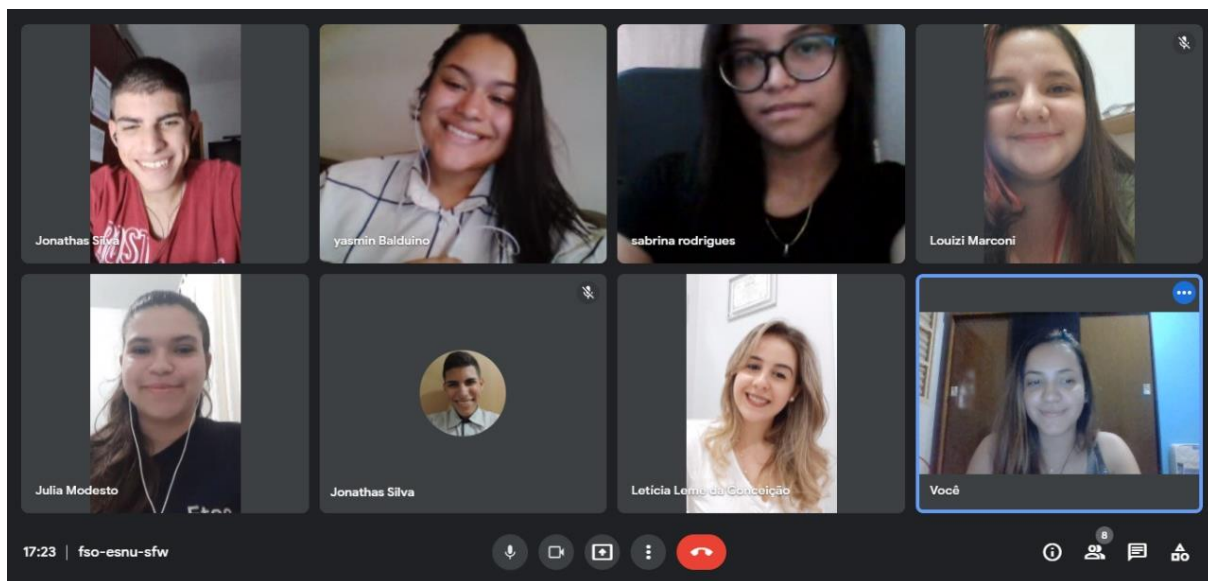 Jonathas Silva
yasmin Balduino
sabrina rodrigues
Louizi Marconi
Julia Modesto
Jonathas Silva
Letícia Leme da Conceição
Você
17:23 | fso-esnu-sfw
8